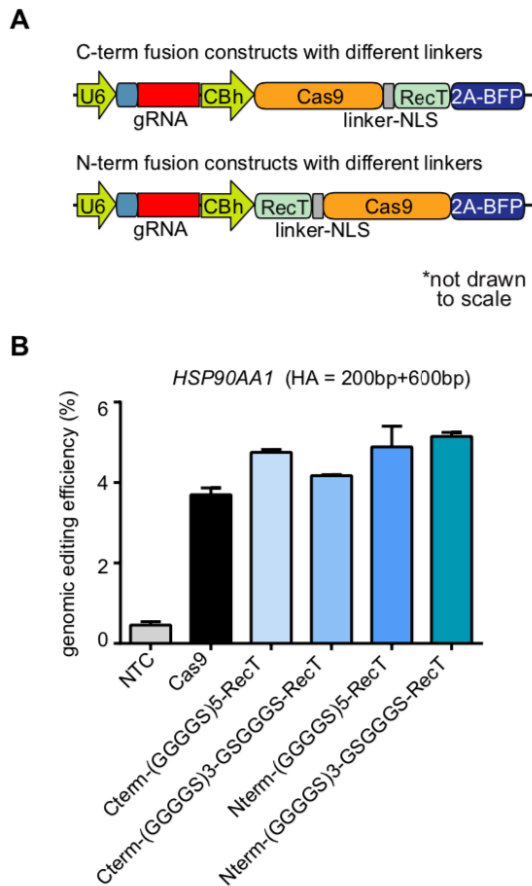 A
C-term fusion constructs with different linkers
U6 CBh Cas9 RecT 2A-BFP
gRNA linker-NLS
N-term fusion constructs with different linkers
U6 CBh RecT Cas9 2A-BFP
gRNA linker-NLS
*not drawn
to scale
B
HSP90AA1 (HA = 200bp+600bp)
genomic editing efficiency (%)
6
4
2
0
NTC
Cas9
Cterm-(GGGGS)5-RecT
Cterm-(GGGGS)3-GSGGGS-RecT
Nterm-(GGGGS)5-RecT
Nterm-(GGGGS)3-GSGGGS-RecT